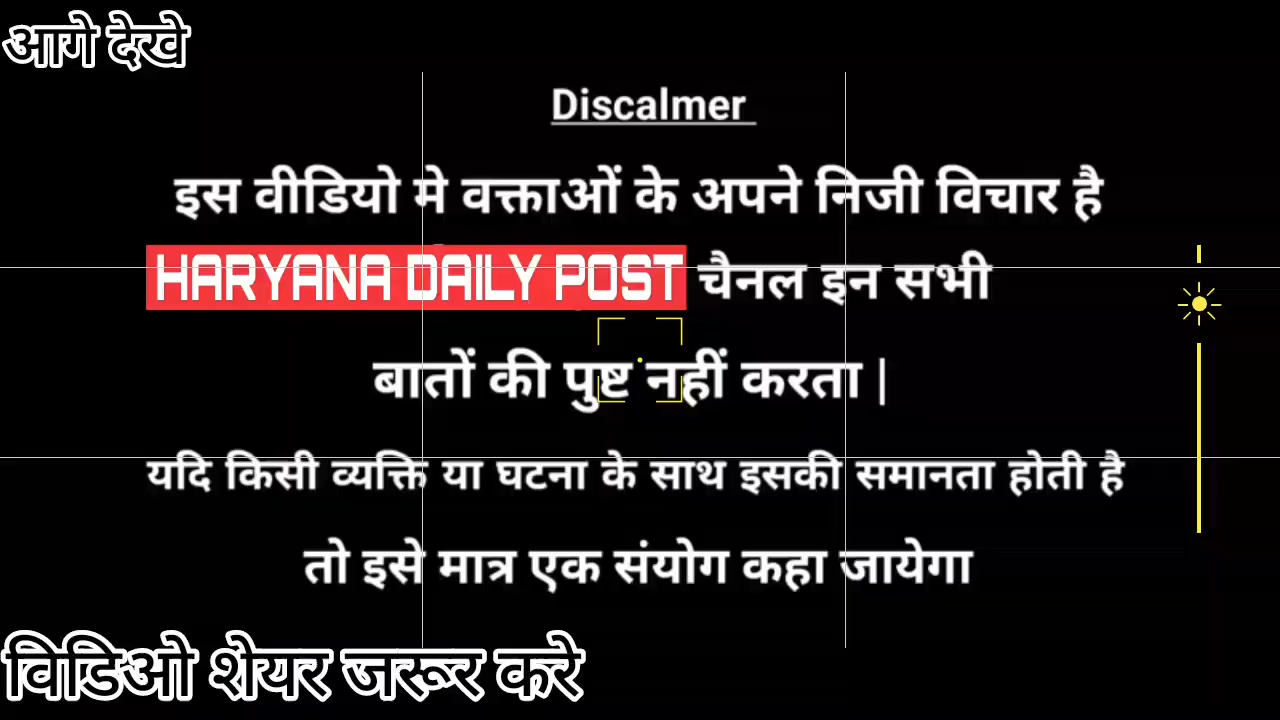 आगे देखे
Discalmer
इस वीडियो मे वक्ताओं के अपने निजी विचार है
HARYANA DAILY POST चैनल इन सभी
बातों की पुष्ट नहीं करता |
यदि किसी व्यक्ति या घटना के साथ इसकी समानता होती है
तो इसे मात्र एक संयोग कहा जायेगा
विडिओ शेयर जरूर करे